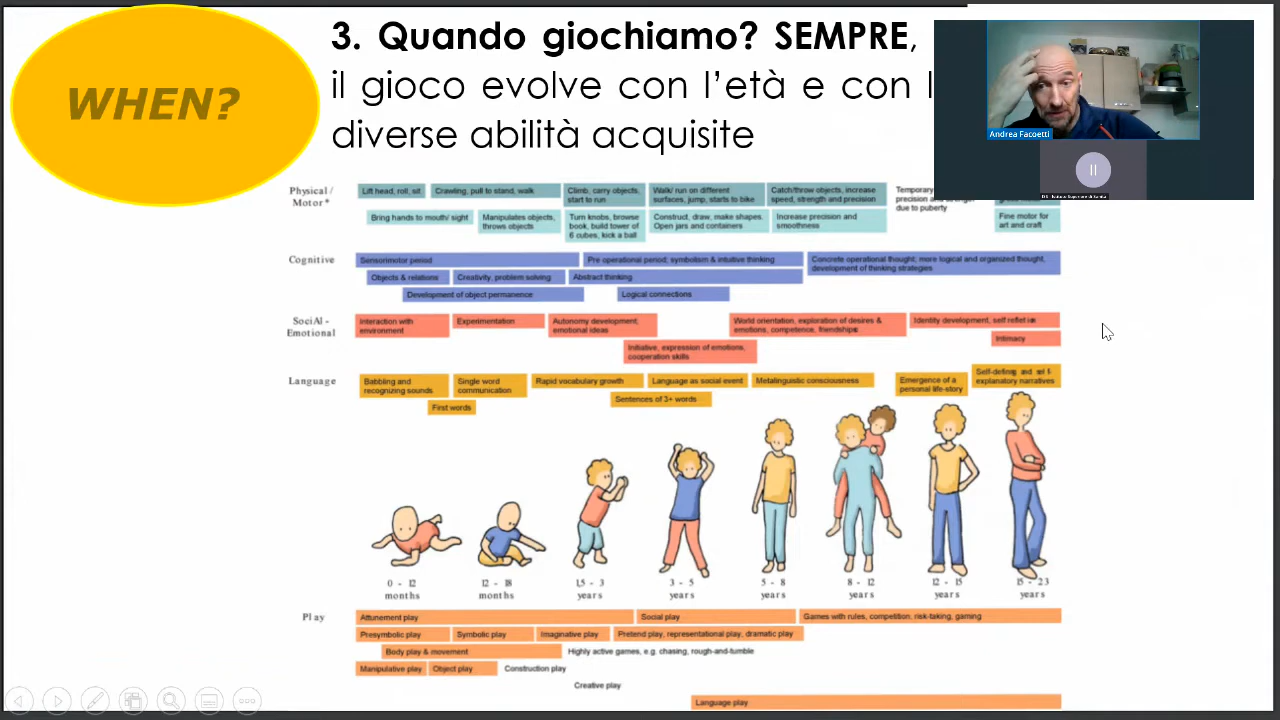 WHEN?
3. Quando giochiamo? SEMPRE,
il gioco evolve con l’età e con l
diverse abilità acquisite
Andrea Facoetti
Physical /
Motor*
Lift head, roll, sit
Crawling, pull to stand, walk
Climb, carry objects,
start to run
Walk/ run on different
surfaces, jump, starts to bike
Catch/throw objects, increase
speed, strength and precision
Temporary
precision and
due to puberty
Bring hands to mouth/ sight
Manipulates objects,
throws objects
Turn knobs, browse
book, build tower of
6 cubes, kick a ball
Construct, draw, make shapes.
Open jars and containers
Increase precision and
smoothness
Fine motor for
art and craft
Cognitive
Sensorimotor period
Pre operational period; symbolism & intuitive thinking
Concrete operational thought; more logical and organized thought,
development of thinking strategies
Objects & relations
Creativity, problem solving
Abstract thinking
Development of object permanence
Logical connections
SociAl -
Emotional
Interaction with
environment
Experimentation
Autonomy development,
emotional ideas
World orientation, exploration of desires &
emotions, competence, friendships
Identity development, self
Initiative, expression of emotions,
cooperation skills
Intimacy
Language
Babbling and
recognizing sounds
Single word
communication
Rapid vocabulary growth
Language as social event
Metalinguistic consciousness
Emergence of a
personal life-story
Self-defining and
explanatory narratives
First words
Sentences of 3+ words
0 - 12
months
12 - 18
months
1,5 - 3
years
3 - 5
years
5 - 8
years
8 - 12
years
12 - 15
years
15 - 23
years
Play
Attunement play
Social play
Games with rules, competition, risk-taking, gaming
Presymbolic play
Symbolic play
Imaginative play
Pretend play, representational play, dramatic play
Body play & movement
Highly active games, e.g. chasing, rough-and-tumble
Manipulative play
Object play
Construction play
Creative play
Language play